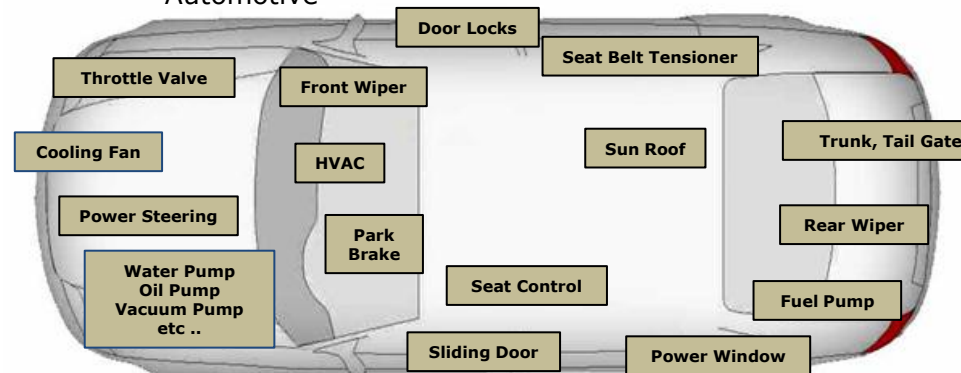 Automotive
Door Locks
Seat Belt Tensioner
Throttle Valve
Front Wiper
Cooling Fan
HVAC
Sun Roof
Trunk, Tail Gate
Power Steering
Park
Brake
Rear Wiper
Water Pump
Oil Pump
Vacuum Pump
etc ..
Seat Control
Fuel Pump
Sliding Door
Power Window